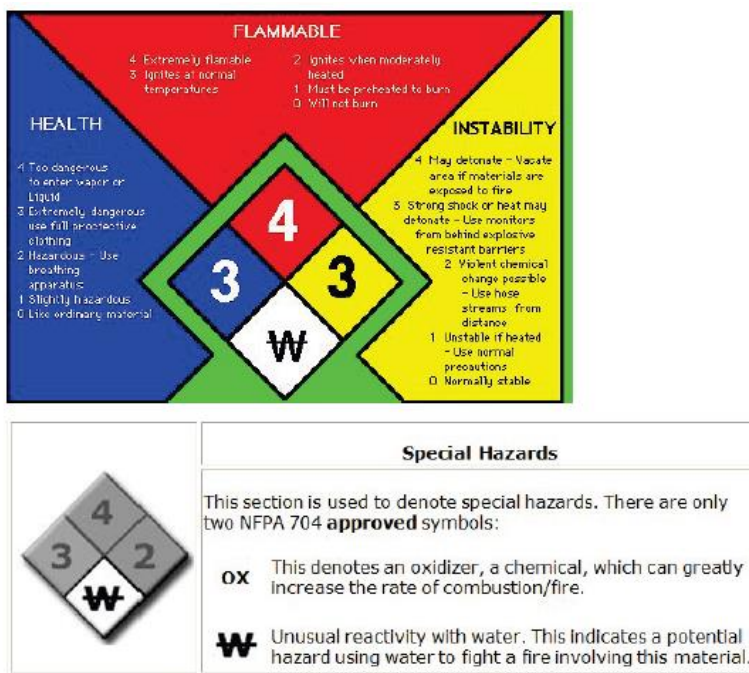 FLAMMABLE
4 Extremely flamable
3 Ignites at normal
temperatures
2 Ignites when moderately
heated
1 Must be preheated to burn
0 Will not burn
HEALTH
4 Too dangerous
to enter vapor or
Liquid
3 Extremely dangerous
use full proctective
clothing
2 Hazardous - Use
breathing
apparatus
1 Slightly hazardous
0 Like ordinary material
INSTABILITY
4 May detonate - Vacate
area if materials are
exposed to fire
3 Strong shock or heat may
detonate - Use monitors
from behind explosive
resistant barriers
2 Violent chemical
change possible
- Use hose
streams from
distance
1 Unstable if heated
- Use normal
precautions
0 Normally stable
4
3
3
W
4
3
2
W
Special Hazards
This section is used to denote special hazards. There are only
two NFPA 704 approved symbols:
OX
This denotes an oxidizer, a chemical, which can greatly
increase the rate of combustion/fire.
W
Unusual reactivity with water. This indicates a potential
hazard using water to fight a fire involving this material.